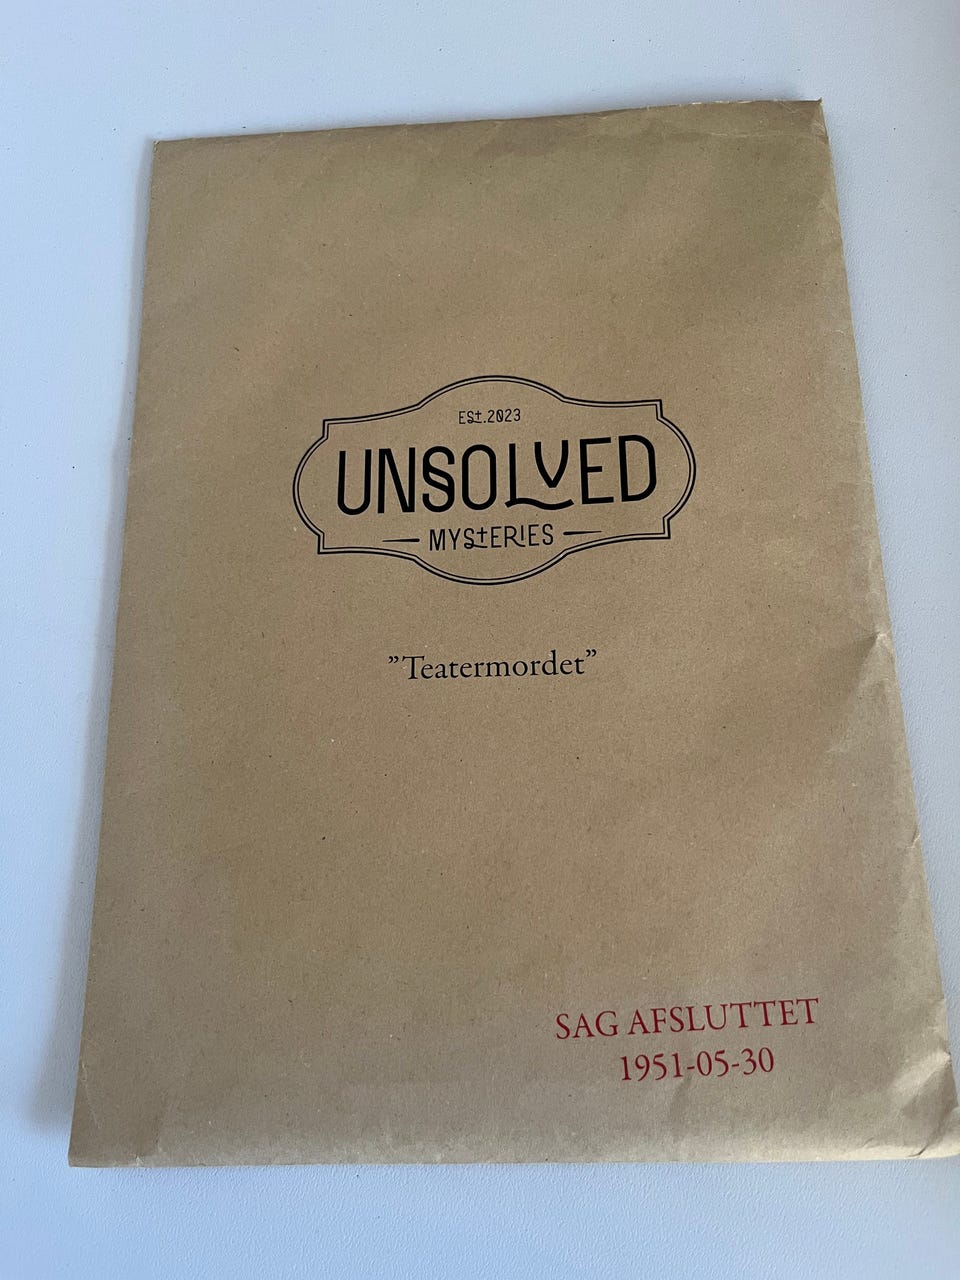 EST.2023
UNSOLVED
MYSTERIES
”Teatermordet”
SAG AFSLUTTET
1951-05-30